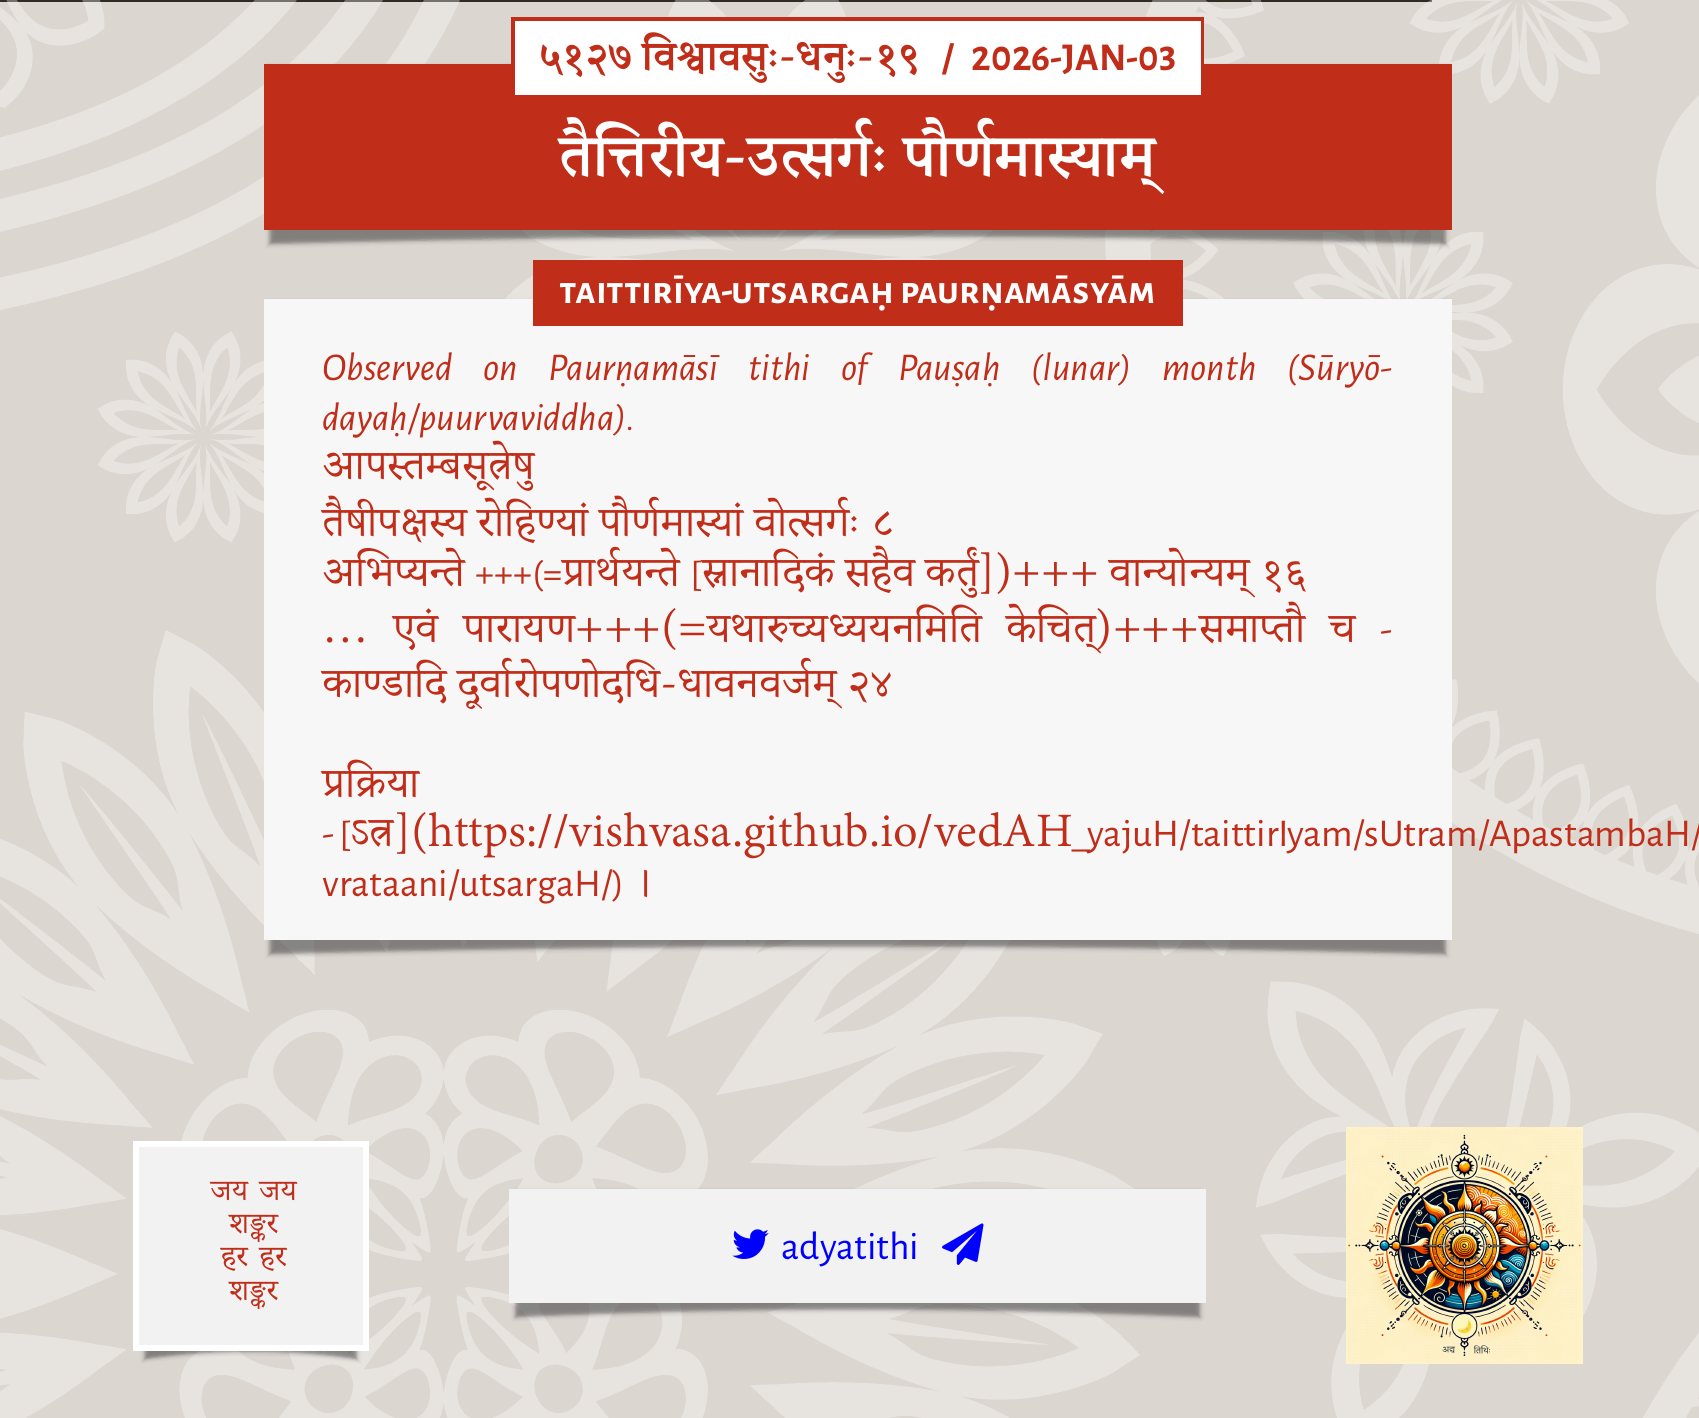 ५१२७ विश्वावसुः-धनुः-१९ / 2026-JAN-03
तैत्तिरीय-उत्सर्गः पौर्णमास्याम्
TAITTIRĪYA-UTSARGAḤ PAURṆAMĀSYĀM
Observed on Paurṇamāsī tithi of Pauṣaḥ (lunar) month (Sūryō-
dayaḥ/puurvaviddha).
आपस्तम्बसूत्रेषु
तैषीपक्षस्य रोहिण्यां पौर्णमास्यां वोत्सर्गः ८
अभिप्यन्ते +++(=प्रार्थयन्ते [स्नानादिकं सहैव कर्तुं])+++ वान्योन्यम् १६
… एवं पारायण+++(=यथारुच्यध्ययनमिति केचित्)+++समाप्तौ च -
काण्डादि दूर्वारोपणोदधि-धावनवर्जम् २४
प्रक्रिया
- [ऽत्र](https://vishvasa.github.io/vedAH_yajuH/taittirIyam/sUtram/ApastambaH/
vrataani/utsargaH/) ।
जय जय
शङ्कर
हर हर
शङ्कर
adyatithi
अद्य तिथिः